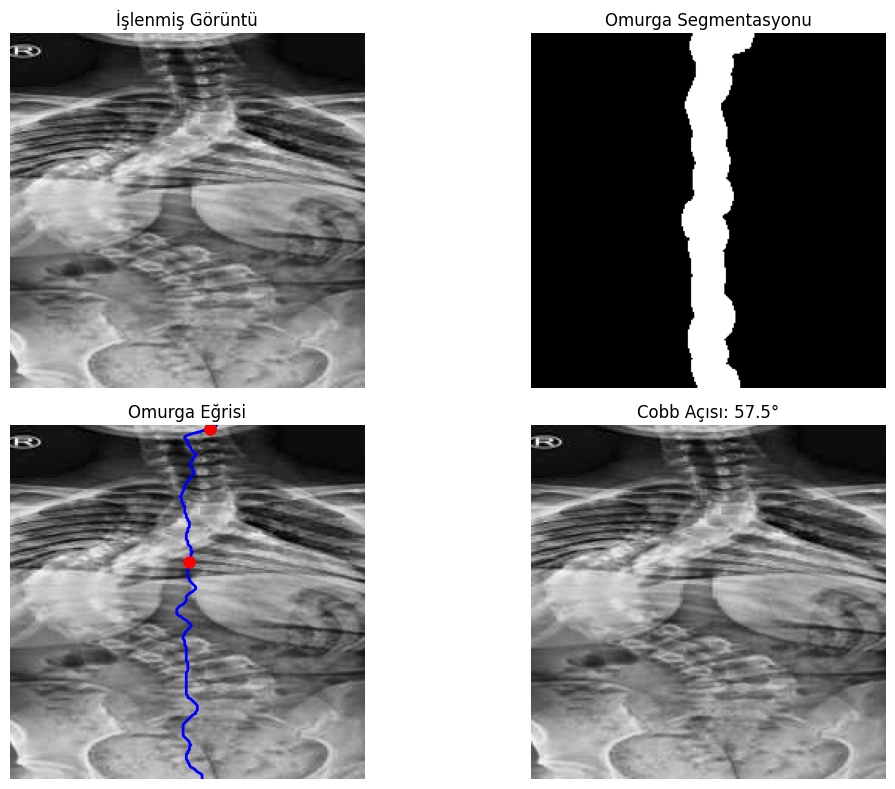 İşlenmiş Görüntü
Omurga Segmentasyonu
R
Omurga Eğrisi
Cobb Açısı: 57.5°
R
R